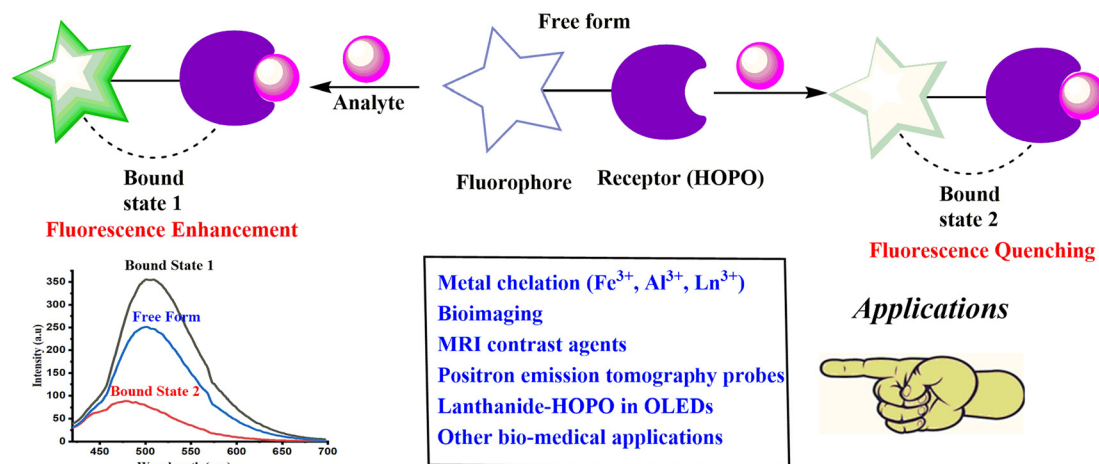 Free form
Analyte
Fluorophore
Receptor (HOPO)
Bound
state 1
Fluorescence Enhancement
Bound
state 2
Fluorescence Quenching
Bound State 1
Free Form
Bound State 2
Intensity (a.u)
350
300
250
200
150
100
50
0
450 500 550 600 650 700
Metal chelation (Fe³⁺, Al³⁺, Ln³⁺)
Bioimaging
MRI contrast agents
Positron emission tomography probes
Lanthanide-HOPO in OLEDs
Other bio-medical applications
Applications